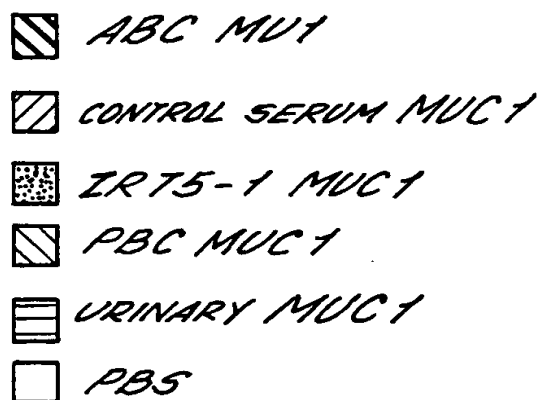 ABC MU1
CONTROL SERUM MUC1
ZR75-1 MUC1
PBC MUC1
URINARY MUC1
PBS